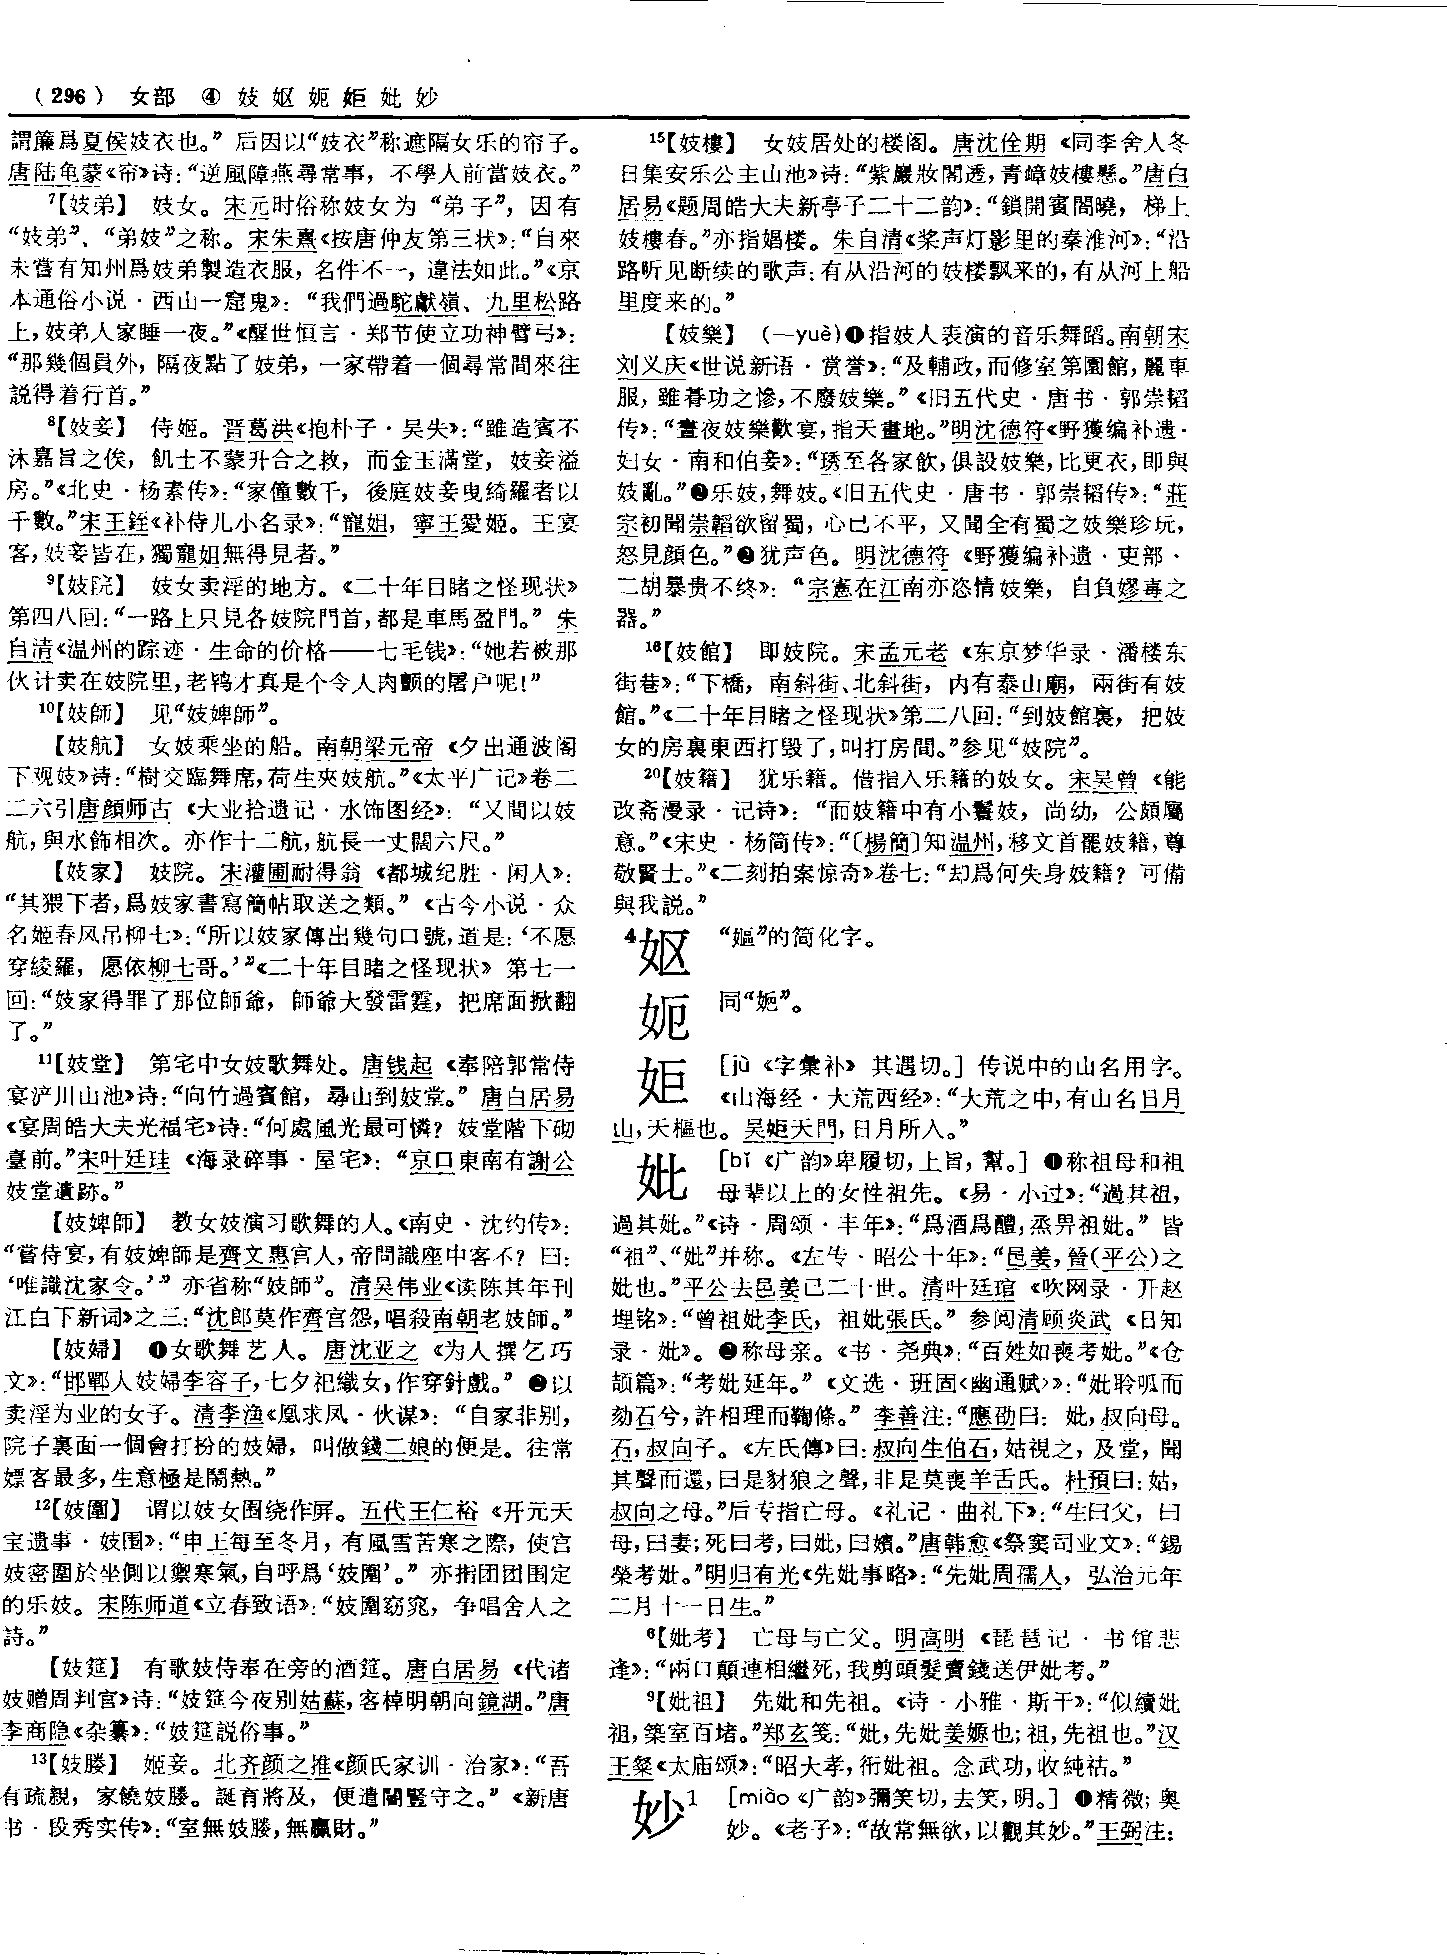 (296) 女部 ④ 妓妪妮姖妣妙
謂簾爲夏侯妓衣也。”后因以“妓衣”称遮隔女乐的帘子。
唐陆龟蒙《帘》诗：“逆風障燕尋常事，不學人前當妓衣。”
⁷【妓弟】 妓女。宋元时俗称妓女为“弟子”，因有
“妓弟”、“弟妓”之称。宋朱熹《按唐仲友第三状》：“自來
未嘗有知州爲妓弟製造衣服，名件不一，違法如此。”《京
本通俗小说·西山一窟鬼》：“我們過駝獻嶺、九里松路
上，妓弟人家睡一夜。”《醒世恒言·郑节使立功神臂弓》：
“那幾個員外，隔夜點了妓弟，一家帶着一個尋常間來往
説得着行首。”
⁸【妓妾】 侍姬。晋葛洪《抱朴子·吴失》：“雖造賓不
沐嘉旨之俟，飢士不蒙升合之救，而金玉滿堂，妓妾溢
房。”《北史·杨素传》：“家僮數千，後庭妓妾曳綺羅者以
千數。”宋王銍《补侍儿小名录》：“寵姐，寧王愛姬。王宴
客，妓妾皆在，獨寵姐無得見者。”
⁹【妓院】 妓女卖淫的地方。《二十年目睹之怪现状》
第四八回：“一路上只見各妓院門首，都是車馬盈門。”朱
自清《温州的踪迹·生命的价格——七毛钱》：“她若被那
伙计卖在妓院里，老鸨才真是个令人肉颤的屠户呢！”
¹⁰【妓師】 见“妓婢師”。
【妓航】 女妓乘坐的船。南朝梁元帝《夕出通波阁
下观妓》诗：“樹交臨舞席，荷生夾妓航。”《太平广记》卷二
二六引唐顔师古《大业拾遗记·水饰图经》：“又間以妓
航，與水飾相次。亦作十二航，航長一丈闊六尺。”
【妓家】 妓院。宋灌圃耐得翁《都城纪胜·闲人》：
“其猥下者，爲妓家書寫簡帖取送之類。”《古今小说·众
名姬春风吊柳七》：“所以妓家傳出幾句口號，道是：‘不愿
穿綾羅，愿依柳七哥。’”《二十年目睹之怪现状》第七一
回：“妓家得罪了那位師爺，師爺大發雷霆，把席面掀翻
了。”
¹¹【妓堂】 第宅中女妓歌舞处。唐钱起《奉陪郭常侍
宴浐川山池》诗：“向竹過賓館，尋山到妓堂。”唐白居易
《宴周皓大夫光福宅》诗：“何處風光最可憐？妓堂階下砌
臺前。”宋叶廷珪《海录碎事·屋宅》：“京口東南有謝公
妓堂遺跡。”
【妓婢師】 教女妓演习歌舞的人。《南史·沈约传》：
“嘗侍宴，有妓婢師是齊文惠宫人，帝問識座中客不？曰：
‘唯識沈家令。’”亦省称“妓師”。清吴伟业《读陈其年刊
江白下新词》之三：“沈郎莫作齊宫怨，唱殺南朝老妓師。”
【妓婦】 ❶女歌舞艺人。唐沈亚之《为人撰乞巧
文》：“邯鄲人妓婦李容子，七夕祀織女，作穿針戲。”❷以
卖淫为业的女子。清李渔《凰求凤·伙谋》：“自家非别，
院子裏面一個會打扮的妓婦，叫做錢二娘的便是。往常
嫖客最多，生意極是鬧熱。”
¹²【妓圍】 谓以妓女围绕作屏。五代王仁裕《开元天
宝遗事·妓围》：“申王每至冬月，有風雪苦寒之際，使宫
妓密圍於坐側以禦寒氣，自呼爲‘妓圍’。”亦指团团围定
的乐妓。宋陈师道《立春致语》：“妓圍窈窕，争唱舍人之
詩。”
【妓筵】 有歌妓侍奉在旁的酒筵。唐白居易《代诸
妓赠周判官》诗：“妓筵今夜别姑蘇，客棹明朝向鏡湖。”唐
李商隐《杂纂》：“妓筵説俗事。”
¹³【妓媵】 姬妾。北齐颜之推《颜氏家训·治家》：“吾
有疏親，家饒妓媵。誕育將及，便遣閽豎守之。”《新唐
书·段秀实传》：“室無妓媵，無赢財。”
¹⁵【妓樓】 女妓居处的楼阁。唐沈佺期《同李舍人冬
日集安乐公主山池》诗：“紫巖妝閣透，青嶂妓樓懸。”唐白
居易《题周皓大夫新亭子二十二韵》：“鎖開賓閤曉，梯上
妓樓春。”亦指娼楼。朱自清《桨声灯影里的秦淮河》：“沿
路听见断续的歌声：有从沿河的妓楼飘来的，有从河上船
里度来的。”
【妓樂】 (—yuè)❶指妓人表演的音乐舞蹈。南朝宋
刘义庆《世说新语·赏誉》：“及輔政，而修室第園館，麗車
服，雖朞功之慘，不廢妓樂。”《旧五代史·唐书·郭崇韬
传》：“晝夜妓樂歡宴，指天畫地。”明沈德符《野獲编补遗·
妇女·南和伯妾》：“琇至各家飲，俱設妓樂，比更衣，即與
妓亂。”❷乐妓，舞妓。《旧五代史·唐书·郭崇韬传》：“莊
宗初聞崇韜欲留蜀，心已不平，又聞全有蜀之妓樂珍玩，
怒見顔色。”❸犹声色。明沈德符《野獲编补遗·吏部·
二胡暴贵不终》：“宗憲在江南亦恣情妓樂，自負嫪毐之
器。”
¹⁶【妓館】 即妓院。宋孟元老《东京梦华录·潘楼东
街巷》：“下橋，南斜街、北斜街，内有泰山廟，兩街有妓
館。”《二十年目睹之怪现状》第二八回：“到妓館裏，把妓
女的房裏東西打毁了，叫打房間。”参见“妓院”。
²⁰【妓籍】 犹乐籍。借指入乐籍的妓女。宋吴曾《能
改斋漫录·记诗》：“而妓籍中有小鬟妓，尚幼，公頗屬
意。”《宋史·杨简传》：“〔楊簡〕知温州，移文首罷妓籍，尊
敬賢士。”《二刻拍案惊奇》卷七：“却爲何失身妓籍？可備
與我説。”
⁴妪 “嫗”的简化字。
妮 同“妮”。
姖 [jù《字彙补》其遇切。] 传说中的山名用字。
《山海经·大荒西经》：“大荒之中，有山名日月
山，天樞也。吴姖天門，日月所入。”
妣 [bǐ《广韵》卑履切，上旨，幫。] ❶称祖母和祖
母辈以上的女性祖先。《易·小过》：“過其祖，
過其妣。”《诗·周颂·丰年》：“爲酒爲醴，烝畀祖妣。”皆
“祖”、“妣”并称。《左传·昭公十年》：“邑姜，晉(平公)之
妣也。”平公去邑姜已二十世。清叶廷琯《吹网录·开赵
埋铭》：“曾祖妣李氏，祖妣張氏。”参阅清顾炎武《日知
录·妣》。❷称母亲。《书·尧典》：“百姓如喪考妣。”《仓
颉篇》：“考妣延年。”《文选·班固〈幽通赋〉》：“妣聆呱而
劾石兮，許相理而鞠條。”李善注：“應劭曰：妣，叔向母。
石，叔向子。《左氏傳》曰：叔向生伯石，姑視之，及堂，聞
其聲而還，曰是豺狼之聲，非是莫喪羊舌氏。杜預曰：姑，
叔向之母。”后专指亡母。《礼记·曲礼下》：“生曰父，曰
母，曰妻；死曰考，曰妣，曰嬪。”唐韩愈《祭窦司业文》：“錫
榮考妣。”明归有光《先妣事略》：“先妣周孺人，弘治元年
二月十一日生。”
⁶【妣考】 亡母与亡父。明高明《琵琶记·书馆悲
逢》：“兩口顛連相繼死，我剪頭髮賣錢送伊妣考。”
⁹【妣祖】 先妣和先祖。《诗·小雅·斯干》：“似續妣
祖，築室百堵。”郑玄笺：“妣，先妣姜嫄也；祖，先祖也。”汉
王粲《太庙颂》：“昭大孝，衎妣祖。念武功，收純祜。”
妙¹ [miào《广韵》彌笑切，去笑，明。] ❶精微；奥
妙。《老子》：“故常無欲，以觀其妙。”王弼注：